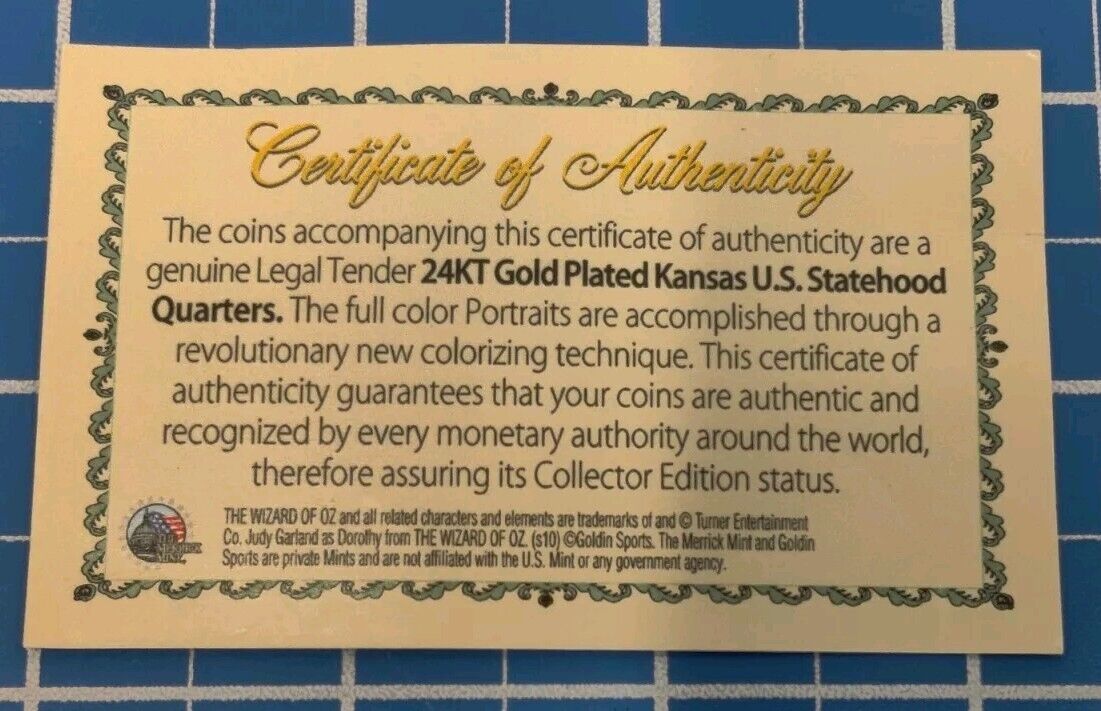 Certificate of Authenticity
The coins accompanying this certificate of authenticity are a
genuine Legal Tender 24KT Gold Plated Kansas U.S. Statehood
Quarters. The full color Portraits are accomplished through a
revolutionary new colorizing technique. This certificate of
authenticity guarantees that your coins are authentic and
recognized by every monetary authority around the world,
therefore assuring its Collector Edition status.
THE WIZARD OF OZ and all related characters and elements are trademarks of and © Turner Entertainment
Co. Judy Garland as Dorothy from THE WIZARD OF OZ. (s10) ©Goldin Sports. The Merrick Mint and Goldin
Sports are private Mints and are not affiliated with the U.S. Mint or any government agency.
THE
MERRICK
MINT